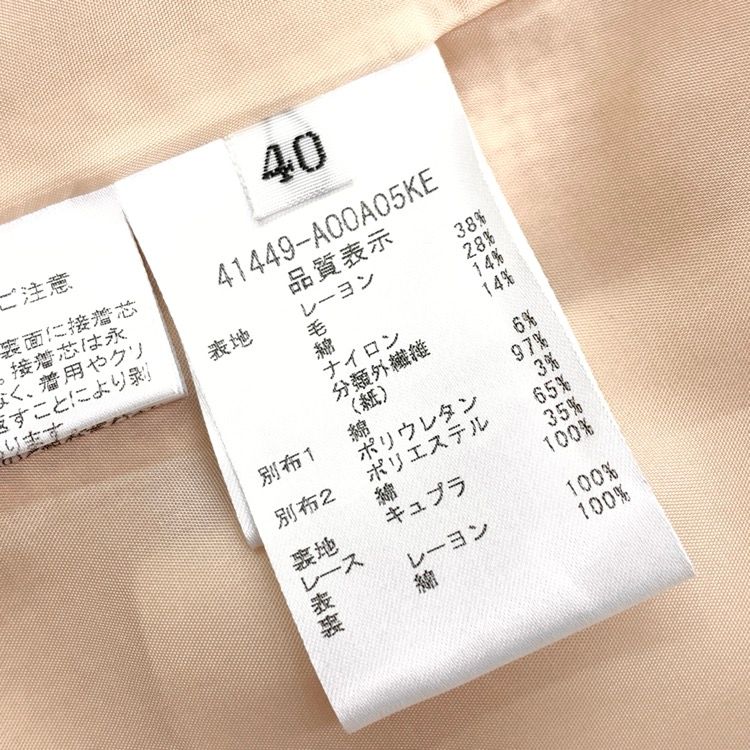 40
41449-A00A05KE
品質表示
表地 レーヨン 38%
毛 28%
綿 14%
ナイロン 14%
分類外繊維
(紙) 6%
別布1 綿 97%
ポリウレタン 3%
別布2 ポリエステル 65%
綿 35%
裏地 キュプラ 100%
レース
表 レーヨン 100%
裏 綿 100%
ご注意
裏面に接着芯
。接着芯は永
なく、着用やクリ
返すことにより剥
ります